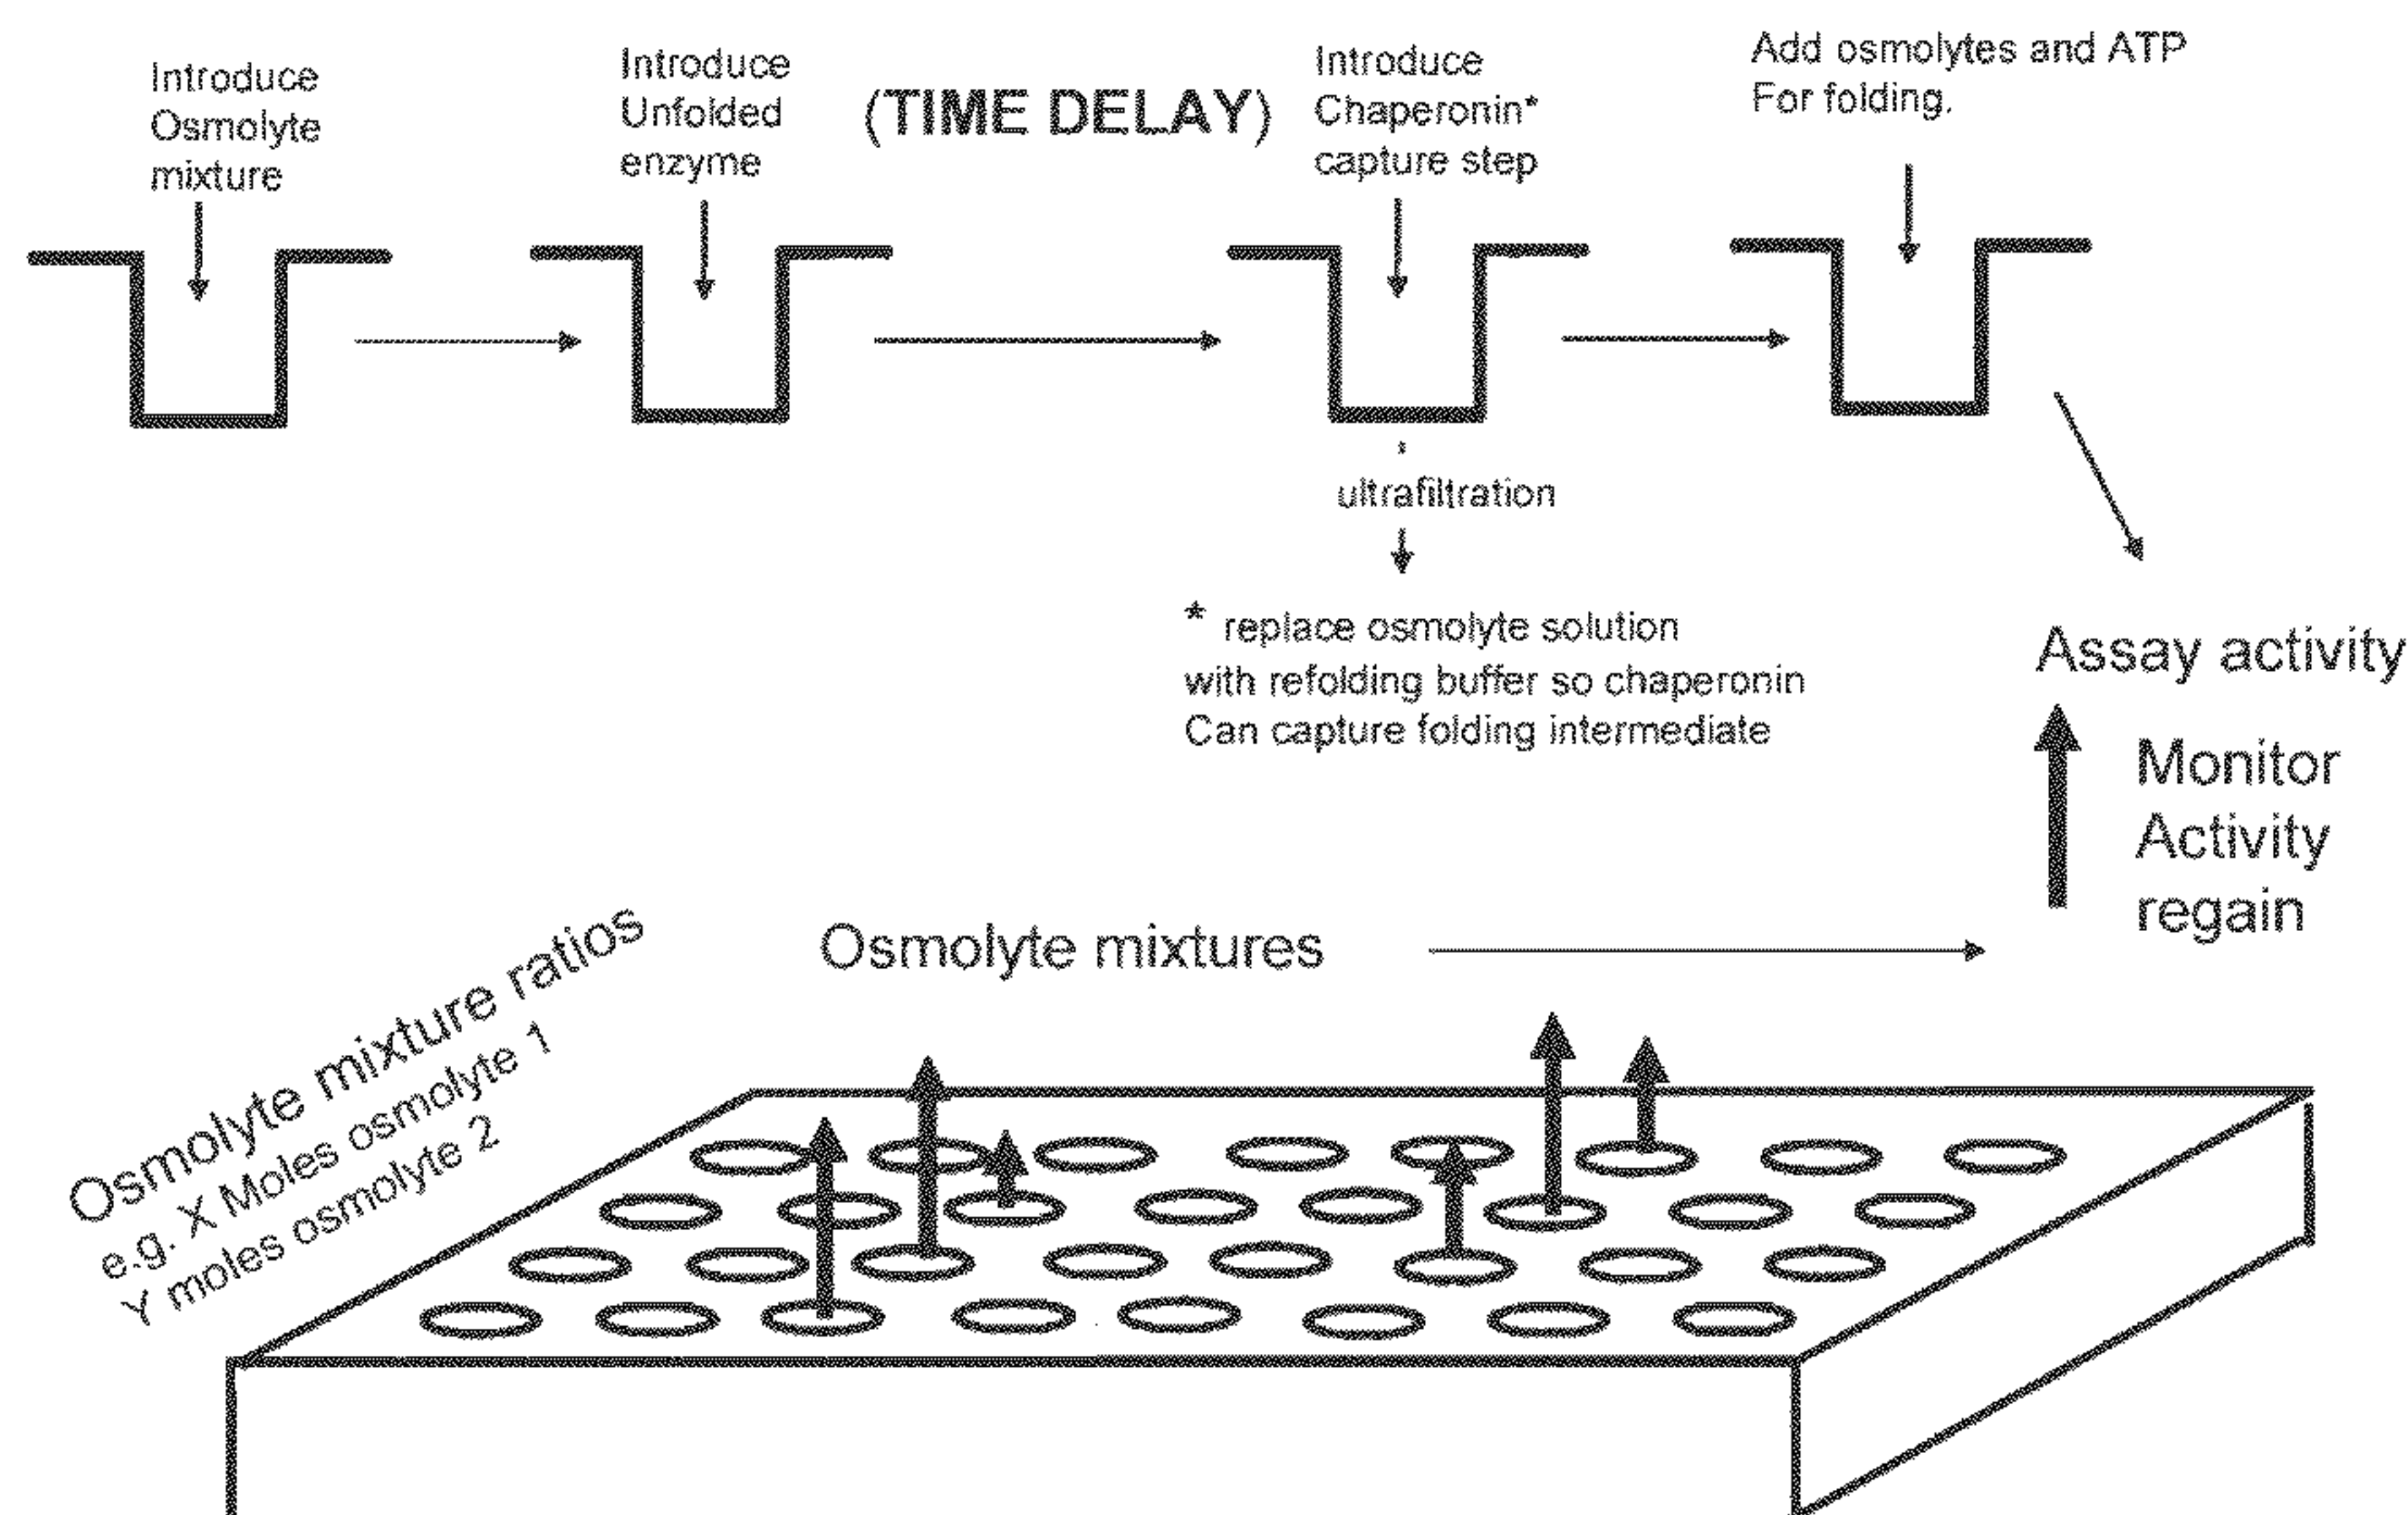 Introduce
Osmolyte
mixture
Introduce
Unfolded
enzyme
(TIME DELAY)
Introduce
Chaperonin*
capture step
Add osmolytes and ATP
For folding.
ultrafiltration
* replace osmolyte solution
with refolding buffer so chaperonin
Can capture folding intermediate
Assay activity
Monitor
Activity
regain
Osmolyte mixtures
Osmolyte mixture ratios
e.g. X Moles osmolyte 1
Y moles osmolyte 2